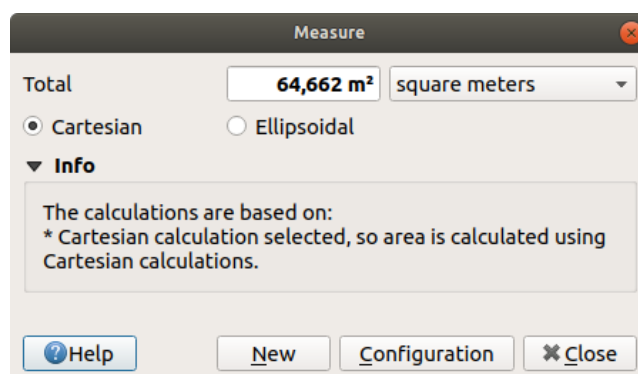 Measure
Total 64,662 m² square meters
Cartesian Ellipsoidal
Info
The calculations are based on:
* Cartesian calculation selected, so area is calculated using
Cartesian calculations.
Help New Configuration Close